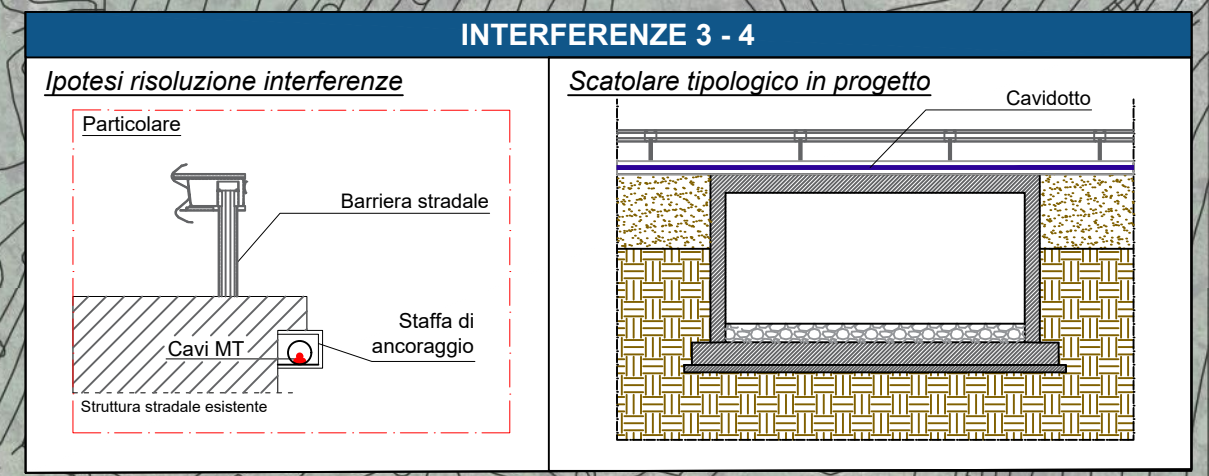 INTERFERENZE 3 - 4
Ipotesi risoluzione interferenze
Particolare
Barriera stradale
Staffa di
ancoraggio
Cavi MT
Struttura stradale esistente
Scatolare tipologico in progetto
Cavidotto